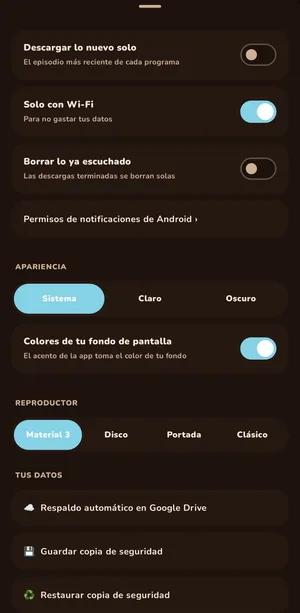 Descargar lo nuevo solo
El episodio más reciente de cada programa
Solo con Wi-Fi
Para no gastar tus datos
Borrar lo ya escuchado
Las descargas terminadas se borran solas
Permisos de notificaciones de Android ›
APARIENCIA
Sistema Claro Oscuro
Colores de tu fondo de pantalla
El acento de la app toma el color de tu fondo
REPRODUCTOR
Material 3 Disco Portada Clásico
TUS DATOS
☁️ Respaldo automático en Google Drive
💾 Guardar copia de seguridad
♻️ Restaurar copia de seguridad